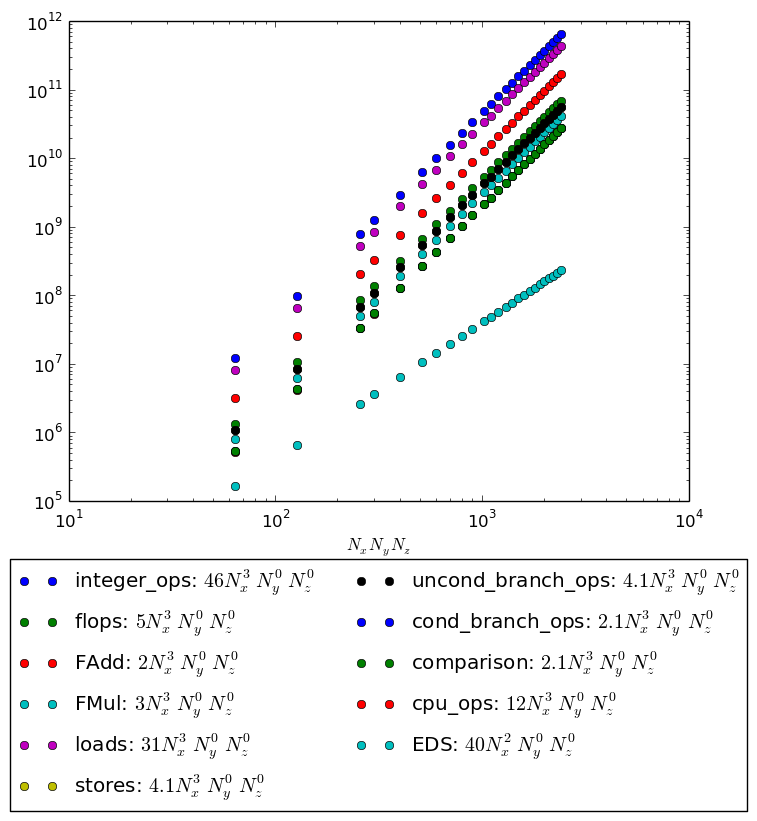 10^12
10^11
10^10
10^9
10^8
10^7
10^6
10^5
10^1 10^2 10^3 10^4
N_x N_y N_z
integer_ops: 46N_x^3 N_y^0 N_z^0
flops: 5N_x^3 N_y^0 N_z^0
FAdd: 2N_x^3 N_y^0 N_z^0
FMul: 3N_x^3 N_y^0 N_z^0
loads: 31N_x^3 N_y^0 N_z^0
stores: 4.1N_x^3 N_y^0 N_z^0
uncond_branch_ops: 4.1N_x^3 N_y^0 N_z^0
cond_branch_ops: 2.1N_x^3 N_y^0 N_z^0
comparison: 2.1N_x^3 N_y^0 N_z^0
cpu_ops: 12N_x^3 N_y^0 N_z^0
EDS: 40N_x^2 N_y^0 N_z^0